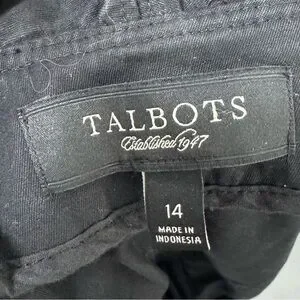 TALBOTS
Established 1947
14
MADE IN
INDONESIA